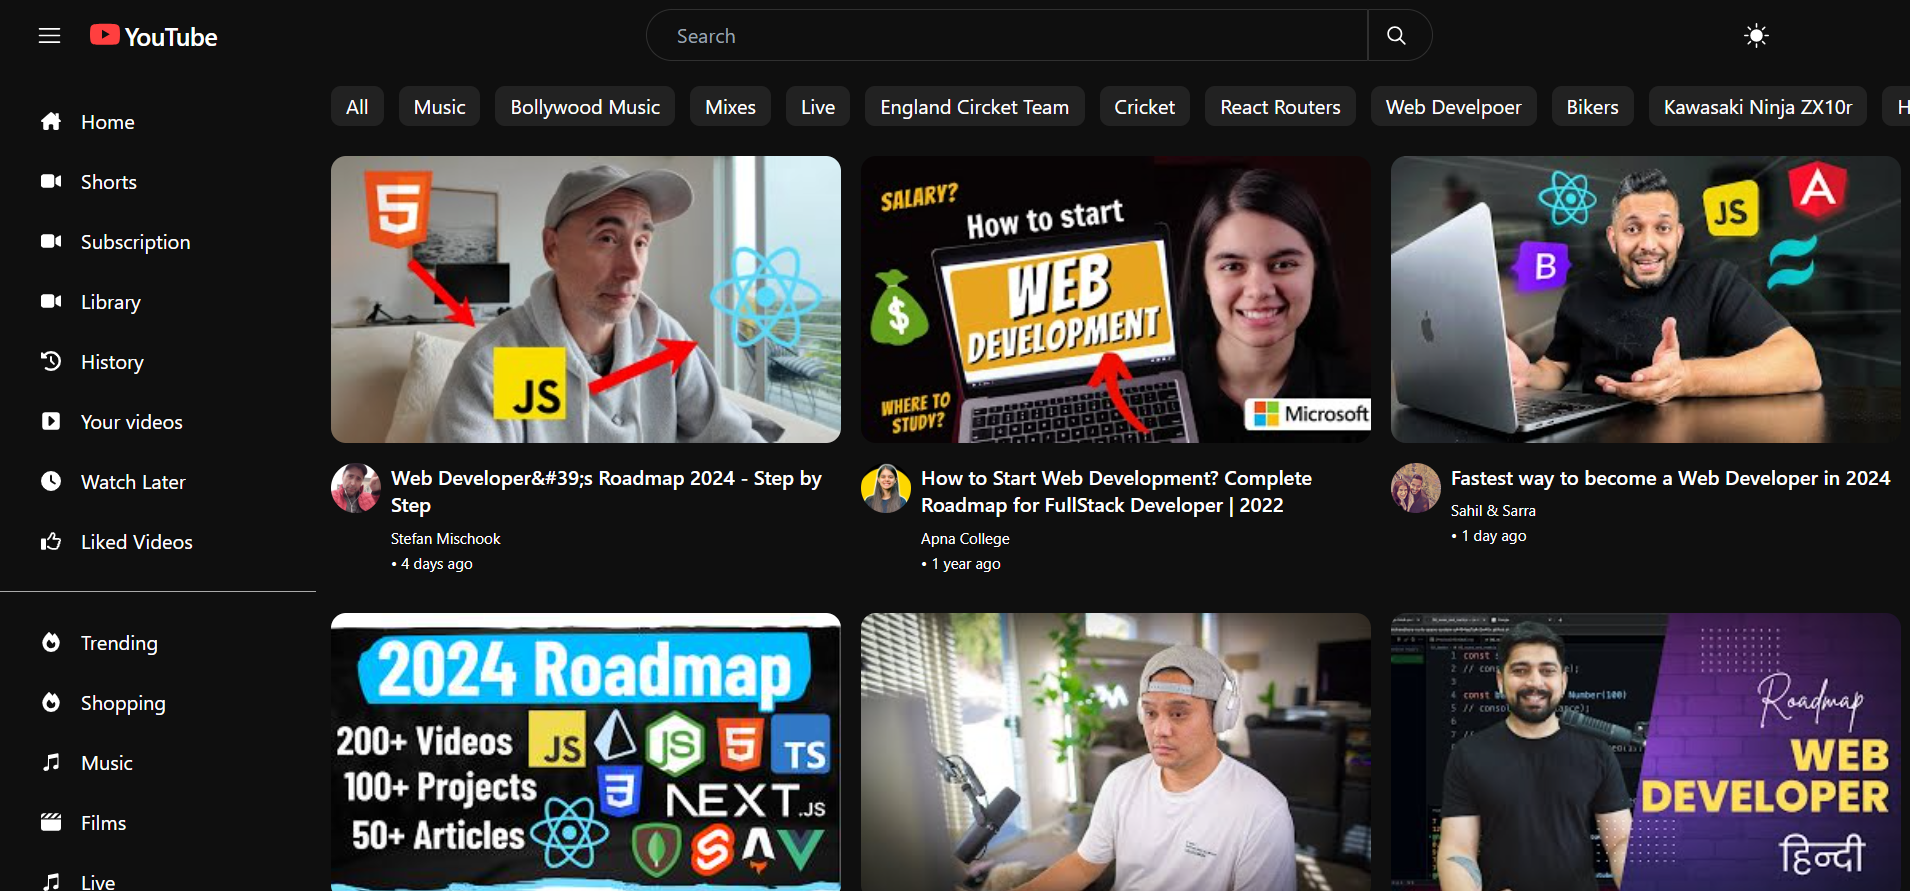 YouTube
Search
Home
Shorts
Subscription
Library
History
Your videos
Watch Later
Liked Videos
Trending
Shopping
Music
Films
Live
All
Music
Bollywood Music
Mixes
Live
England Circket Team
Cricket
React Routers
Web Develpoer
Bikers
Kawasaki Ninja ZX10r
H
5
JS
SALARY?
How to start
WEB
DEVELOPMENT
$
WHERE TO
STUDY?
Microsoft
B
JS
A
Web Developer&#39;s Roadmap 2024 - Step by
Step
Stefan Mischook
• 4 days ago
How to Start Web Development? Complete
Roadmap for FullStack Developer | 2022
Apna College
• 1 year ago
Fastest way to become a Web Developer in 2024
Sahil & Sarra
• 1 day ago
2024 Roadmap
200+ Videos
100+ Projects
50+ Articles
JS
JS
5
TS
3
NEXT.JS
Roadmap
WEB
DEVELOPER
हिन्दी